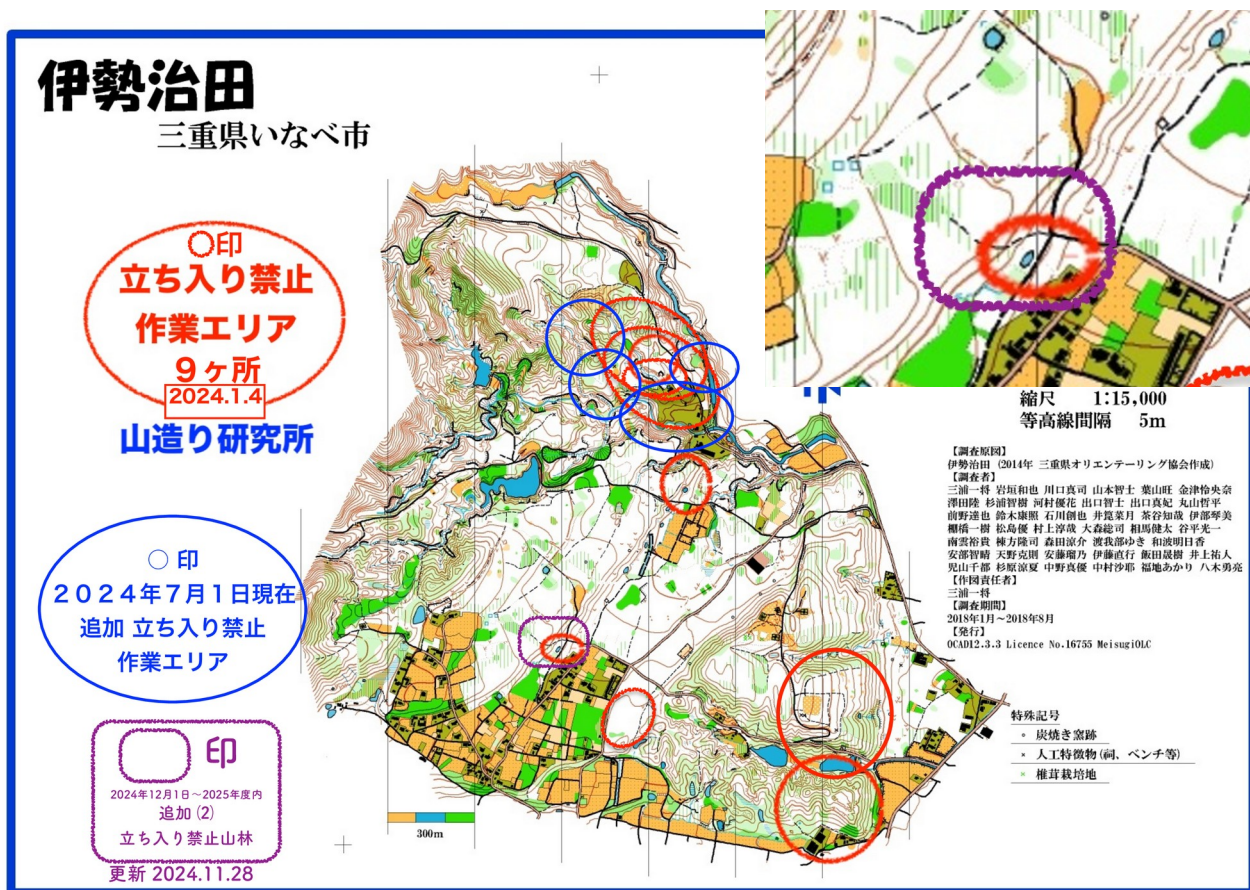 伊勢治田
三重県いなべ市
〇印
立ち入り禁止
作業エリア
９ヶ所
2024.1.4
山造り研究所
○ 印
２０２４年７月１日現在
追加 立ち入り禁止
作業エリア
印
2024年12月1日～2025年度内
追加 (2)
立ち入り禁止山林
更新 2024.11.28
縮尺 1:15,000
等高線間隔 5m
【調査原図】
伊勢治田 (2014年 三重県オリエンテーリング協会作成)
【調査者】
三浦一将 岩垣和也 川口真司 山本智士 葉山旺 金津怜央奈
澤田陸 杉浦智樹 河村優花 出口智士 出口真妃 丸山哲平
前野達也 鈴木康照 石川創也 井筧菜月 茶谷知哉 伊部琴美
棚橋一樹 松島優 村上淳哉 大森総司 相馬健太 谷平光一
南雲裕貴 棟方隆司 森田涼介 渡我部ゆき 和波明日香
安部智晴 天野克則 安藤瑠乃 伊藤直行 飯田晟樹 井上祐人
児山千都 杉原涼夏 中野真優 中村沙耶 福地あかり 八木勇亮
【作図責任者】
三浦一将
【調査期間】
2018年1月～2018年8月
【発行】
OCAD12.3.3 Licence No.16755 MeisugiOLC
特殊記号
炭焼き窯跡
人工特徴物(祠、ベンチ等)
椎茸栽培地
300m